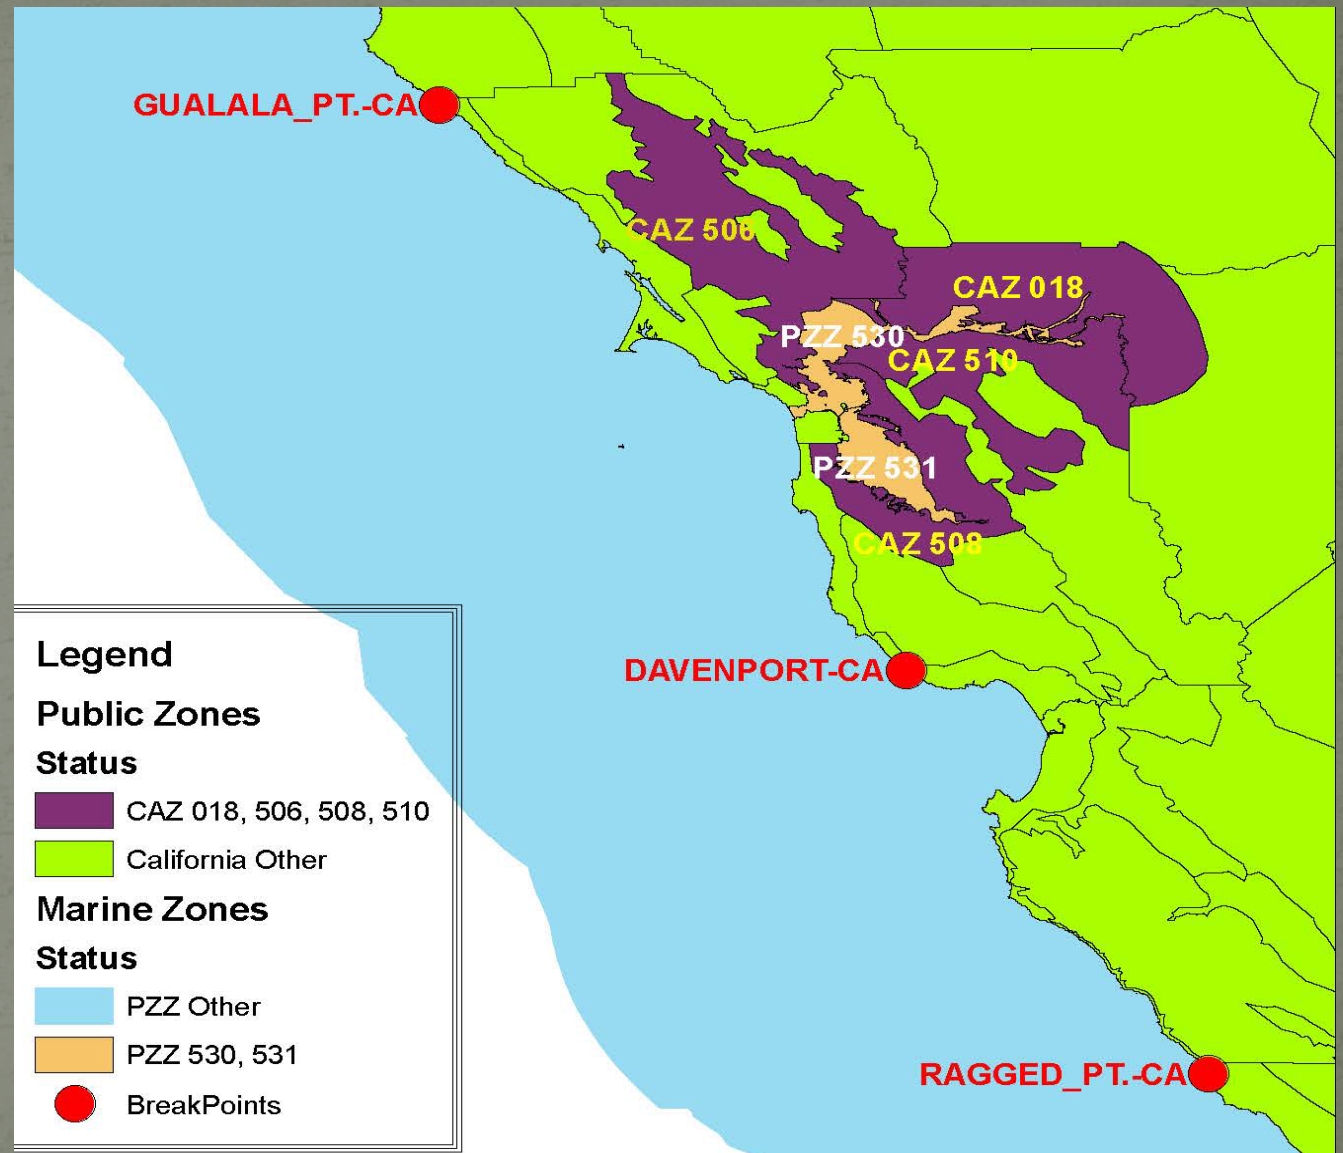 GUALALA_PT.-CA
CAZ 506
CAZ 018
PZZ 530
CAZ 510
PZZ 531
CAZ 508
DAVENPORT-CA
RAGGED_PT.-CA
Legend
Public Zones
Status
CAZ 018, 506, 508, 510
California Other
Marine Zones
Status
PZZ Other
PZZ 530, 531
BreakPoints